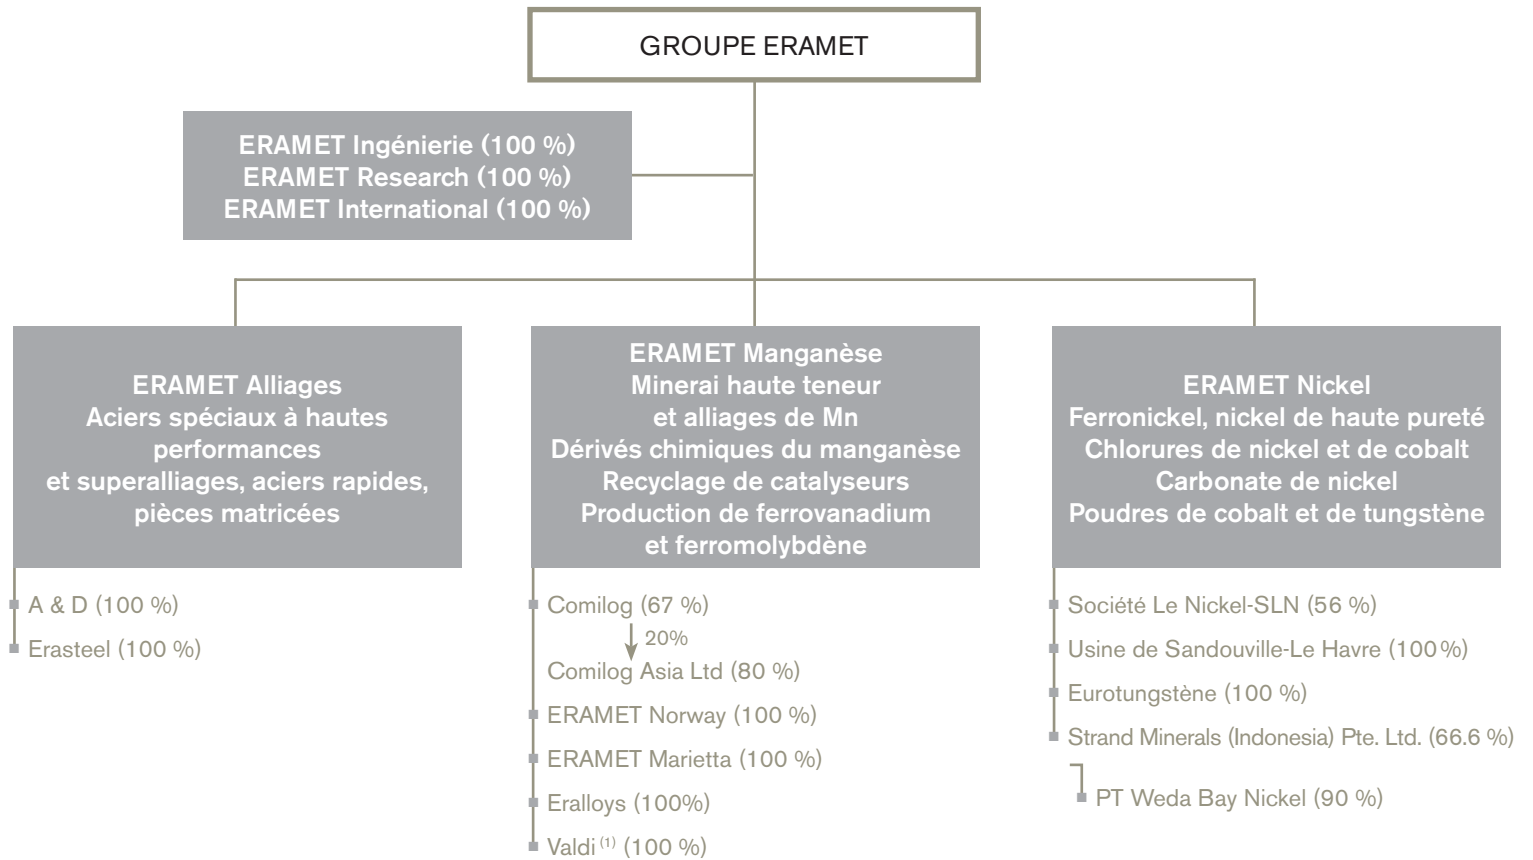 GROUPE ERAMET
ERAMET Ingénierie (100 %)
ERAMET Research (100 %)
ERAMET International (100 %)
ERAMET Alliages
Aciers spéciaux à hautes
performances
et superalliages, aciers rapides,
pièces matricées
A & D (100 %)
Erasteel (100 %)
ERAMET Manganèse
Minerai haute teneur
et alliages de Mn
Dérivés chimiques du manganèse
Recyclage de catalyseurs
Production de ferrovanadium
et ferromolybdène
Comilog (67 %)
20%
Comilog Asia Ltd (80 %)
ERAMET Norway (100 %)
ERAMET Marietta (100 %)
Eralloys (100%)
Valdi (1) (100 %)
ERAMET Nickel
Ferronickel, nickel de haute pureté
Chlorures de nickel et de cobalt
Carbonate de nickel
Poudres de cobalt et de tungstène
Société Le Nickel-SLN (56 %)
Usine de Sandouville-Le Havre (100 %)
Eurotungstène (100 %)
Strand Minerals (Indonesia) Pte. Ltd. (66.6 %)
PT Weda Bay Nickel (90 %)